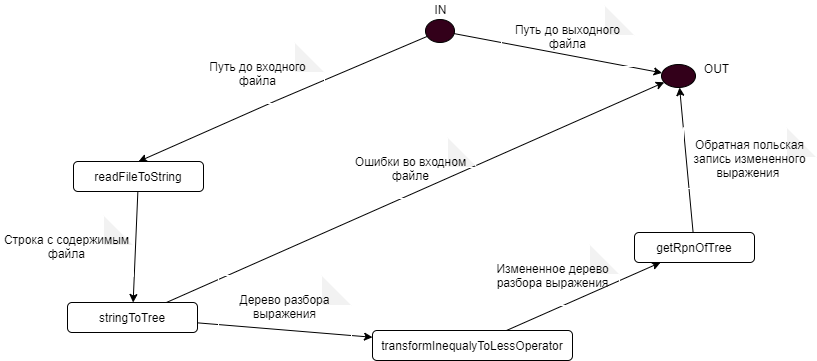 IN
Путь до выходного
файла
OUT
Путь до входного
файла
Ошибки во входном
файле
Обратная польская
запись измененного
выражения
readFileToString
Строка с содержимым
файла
getRpnOfTree
Измененное дерево
разбора выражения
Дерево разбора
выражения
stringToTree
transformInequalyToLessOperator